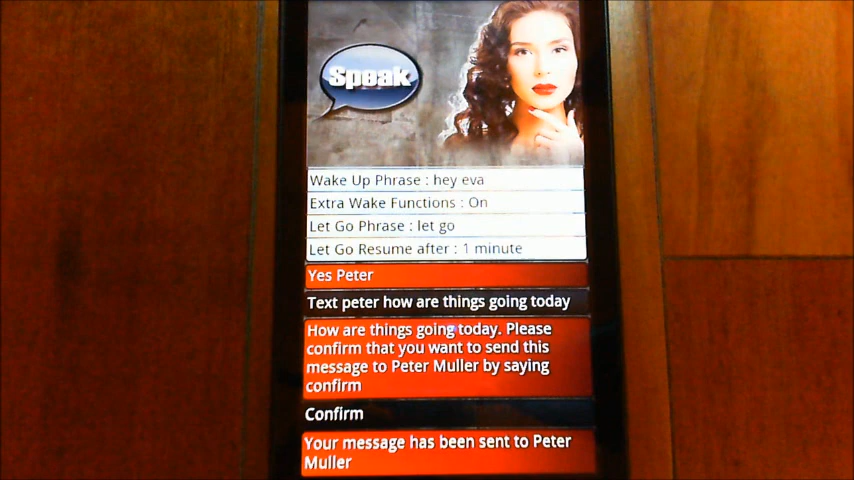 Speak
Wake Up Phrase : hey eva
Extra Wake Functions : On
Let Go Phrase : let go
Let Go Resume after : 1 minute
Yes Peter
Text peter how are things going today
How are things going today. Please
confirm that you want to send this
message to Peter Muller by saying
confirm
Confirm
Your message has been sent to Peter
Muller